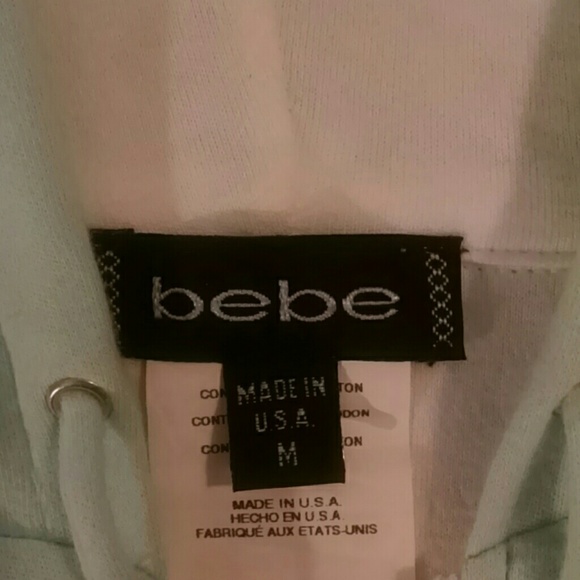 bebe
MADE IN
U.S.A.
M
MADE IN U.S.A.
HECHO EN U.S.A
FABRIQUÉ AUX ETATS-UNIS